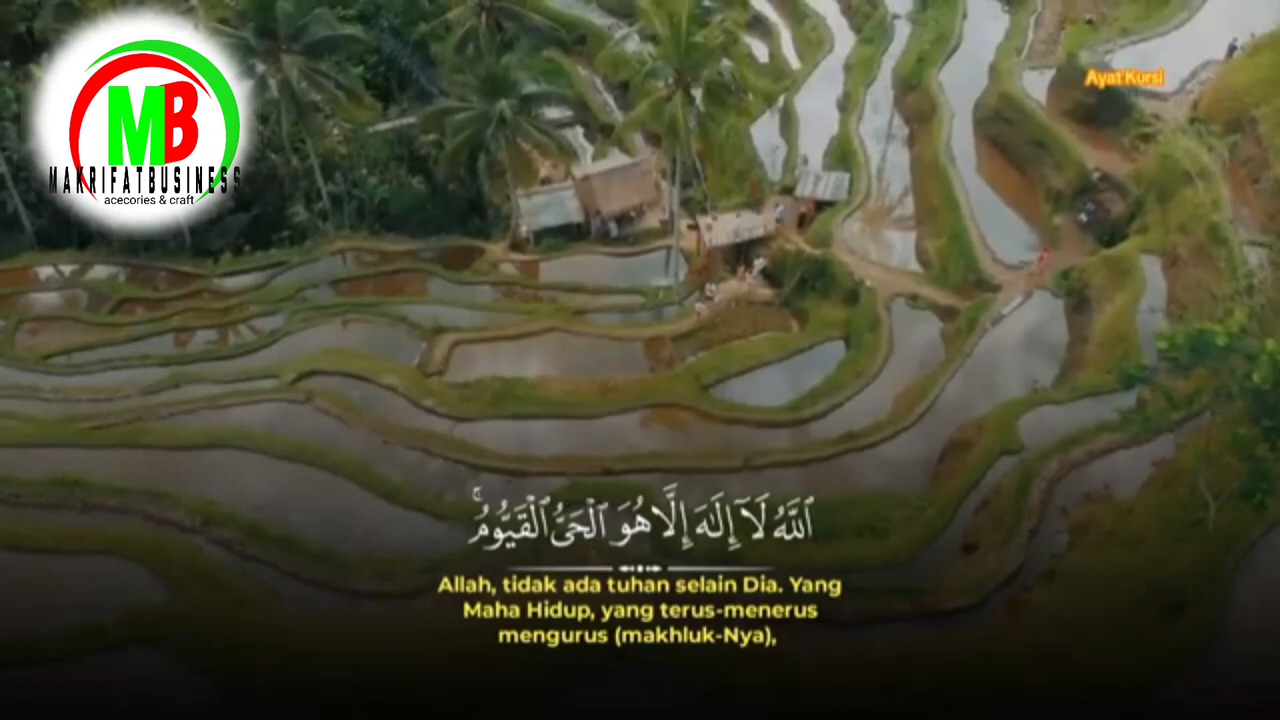 MB
MAKRIFATBUSINESS
acecories & craft
Ayat Kursi
ٱللَّهُ لَآ إِلَٰهَ إِلَّا هُوَ ٱلْحَىُّ ٱلْقَيُّومُ ۚ
Allah, tidak ada tuhan selain Dia. Yang
Maha Hidup, yang terus-menerus
mengurus (makhluk-Nya),